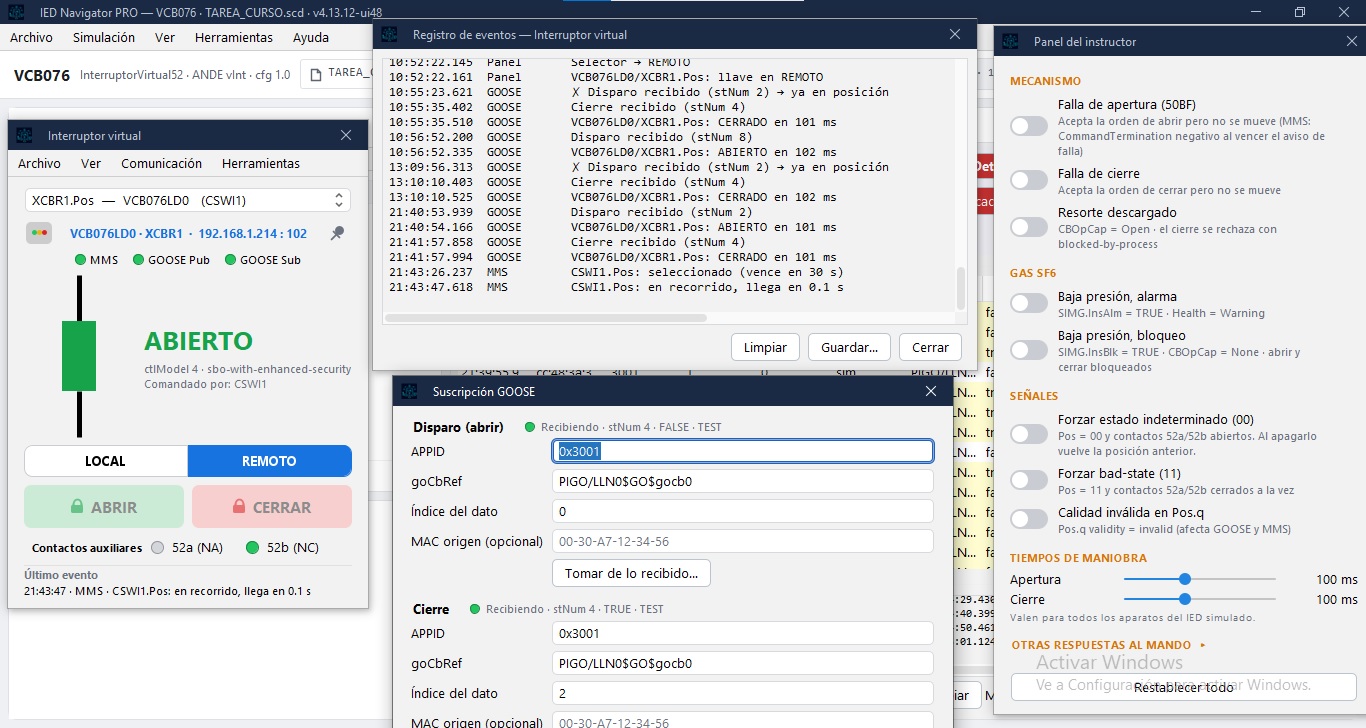 IED Navigator PRO — VCB076 · TAREA_CURSO.scd · v4.13.12-ui48
Archivo Simulación Ver Herramientas Ayuda
VCB076 InterruptorVirtual52 · ANDE vInt · cfg 1.0 TAREA_C
Interruptor virtual
Archivo Ver Comunicación Herramientas
XCBR1.Pos — VCB076LD0 (CSWI1)
VCB076LD0 · XCBR1 · 192.168.1.214 : 102
MMS GOOSE Pub GOOSE Sub
ABIERTO
ctlModel 4 · sbo-with-enhanced-security
Comandado por: CSWI1
LOCAL REMOTO
ABRIR CERRAR
Contactos auxiliares 52a (NA) 52b (NC)
Último evento
21:43:47 · MMS · CSWI1.Pos: en recorrido, llega en 0.1 s
Registro de eventos — Interruptor virtual
10:52:22.145 Panel Selector → REMOTO
10:52:22.161 Panel VCB076LD0/XCBR1.Pos: llave en REMOTO
10:55:23.621 GOOSE ✗ Disparo recibido (stNum 2) → ya en posición
10:55:35.402 GOOSE Cierre recibido (stNum 4)
10:55:35.510 GOOSE VCB076LD0/XCBR1.Pos: CERRADO en 101 ms
10:56:52.200 GOOSE Disparo recibido (stNum 8)
10:56:52.335 GOOSE VCB076LD0/XCBR1.Pos: ABIERTO en 102 ms
13:09:56.313 GOOSE ✗ Disparo recibido (stNum 2) → ya en posición
13:10:10.403 GOOSE Cierre recibido (stNum 4)
13:10:10.525 GOOSE VCB076LD0/XCBR1.Pos: CERRADO en 102 ms
21:40:53.939 GOOSE Disparo recibido (stNum 2)
21:40:54.166 GOOSE VCB076LD0/XCBR1.Pos: ABIERTO en 101 ms
21:41:57.858 GOOSE Cierre recibido (stNum 4)
21:41:57.994 GOOSE VCB076LD0/XCBR1.Pos: CERRADO en 101 ms
21:43:26.237 MMS CSWI1.Pos: seleccionado (vence en 30 s)
21:43:47.618 MMS CSWI1.Pos: en recorrido, llega en 0.1 s
Limpiar Guardar... Cerrar
Suscripción GOOSE
Disparo (abrir) Recibiendo · stNum 4 · FALSE · TEST
APPID 0x3001
goCbRef PIGO/LLN0$GO$gocb0
Índice del dato 0
MAC origen (opcional) 00-30-A7-12-34-56
Tomar de lo recibido...
Cierre Recibiendo · stNum 4 · TRUE · TEST
APPID 0x3001
goCbRef PIGO/LLN0$GO$gocb0
Índice del dato 2
MAC origen (opcional) 00-30-A7-12-34-56
Panel del instructor
MECANISMO
Falla de apertura (50BF)
Acepta la orden de abrir pero no se mueve (MMS:
CommandTermination negativo al vencer el aviso de
falla)
Falla de cierre
Acepta la orden de cerrar pero no se mueve
Resorte descargado
CBOpCap = Open · el cierre se rechaza con
blocked-by-process
GAS SF6
Baja presión, alarma
SIMG.InsAlm = TRUE · Health = Warning
Baja presión, bloqueo
SIMG.InsBlk = TRUE · CBOpCap = None · abrir y
cerrar bloqueados
SEÑALES
Forzar estado indeterminado (00)
Pos = 00 y contactos 52a/52b abiertos. Al apagarlo
vuelve la posición anterior.
Forzar bad-state (11)
Pos = 11 y contactos 52a/52b cerrados a la vez
Calidad inválida en Pos.q
Pos.q validity = invalid (afecta GOOSE y MMS)
TIEMPOS DE MANIOBRA
Apertura 100 ms
Cierre 100 ms
Valen para todos los aparatos del IED simulado.
OTRAS RESPUESTAS AL MANDO ▸
Activar Windows
Ve a Configuración para activar Windows.
Restablecer todo